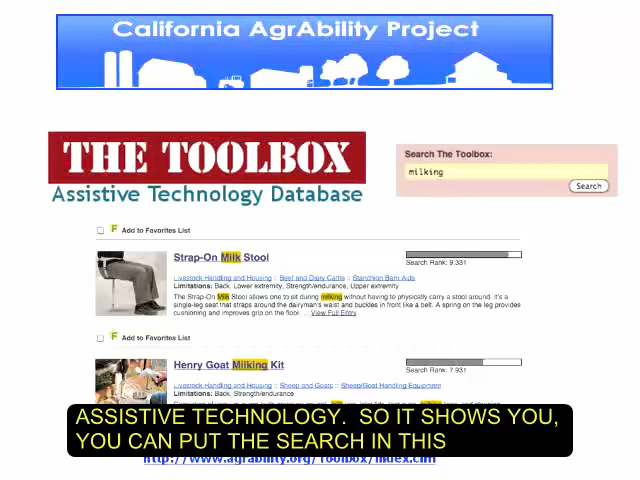 California AgrAbility Project
THE TOOLBOX
Assistive Technology Database
Search The Toolbox:
milking
Search
F Add to Favorites List
Strap-On Milk Stool
Search Rank: 9.331
Livestock Handling and Housing :: Beef and Dairy Cattle :: Stanchion Barn Aids
Limitations: Back, Lower extremity, Strength/endurance, Upper extremity
The Strap-On Milk Stool allows one to sit during milking without having to physically carry a stool around. It's a
single-leg seat that straps around the dairyman's waist and buckles in front like a belt. A spring on the leg provides
cushioning and improves grip on the floor. ... View Full Entry
F Add to Favorites List
Henry Goat Milking Kit
Search Rank: 7.931
Livestock Handling and Housing :: Sheep and Goats :: Sheep/Goat Handling Equipment
Limitations: Back, Strength/endurance
ASSISTIVE TECHNOLOGY. SO IT SHOWS YOU,
YOU CAN PUT THE SEARCH IN THIS
http://www.agrability.org/Toolbox/index.cfm